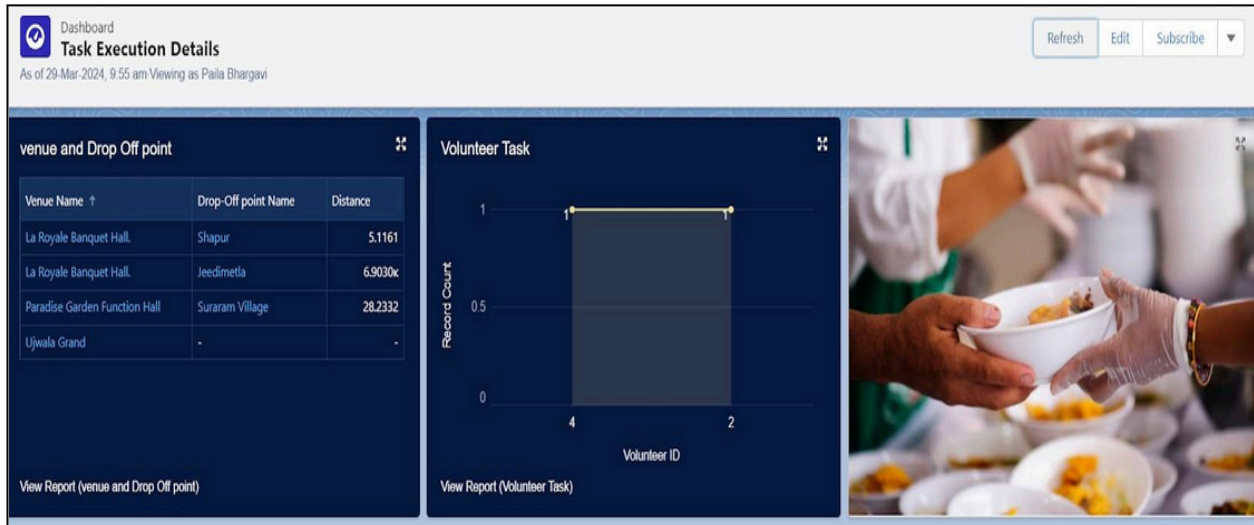 Dashboard
Task Execution Details
As of 29-Mar-2024, 9:55 am·Viewing as Paila Bhargavi
Refresh Edit Subscribe
venue and Drop Off point
Venue Name ↑ Drop-Off point Name Distance
La Royale Banquet Hall. Shapur 5.1161
La Royale Banquet Hall. Jeedimetla 6.9030K
Paradise Garden Function Hall Suraram Village 28.2332
Ujwala Grand - -
View Report (venue and Drop Off point)
Volunteer Task
Record Count
1
0.5
0
1 1
4 2
Volunteer ID
View Report (Volunteer Task)